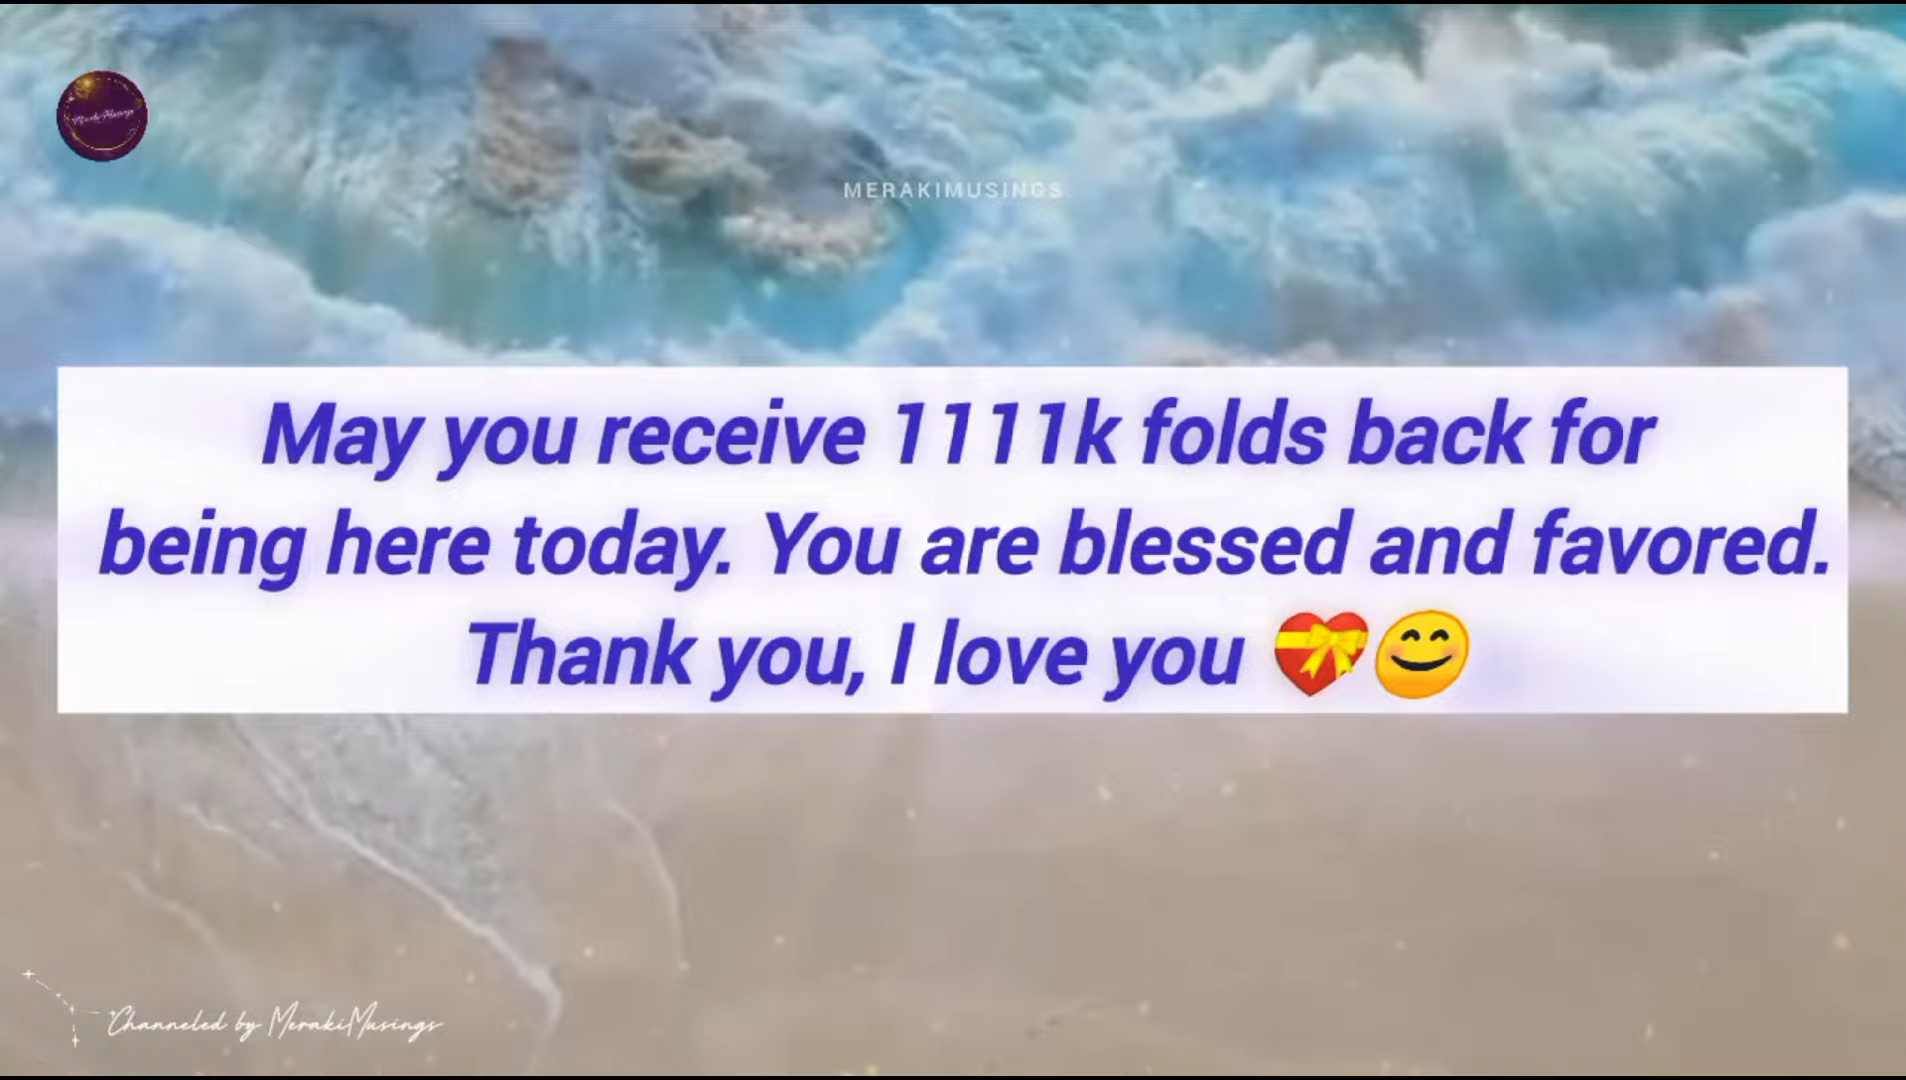 MerakiMusings
MERAKIMUSINGS
May you receive 1111k folds back for
being here today. You are blessed and favored.
Thank you, I love you 💝😊
Channeled by MerakiMusings